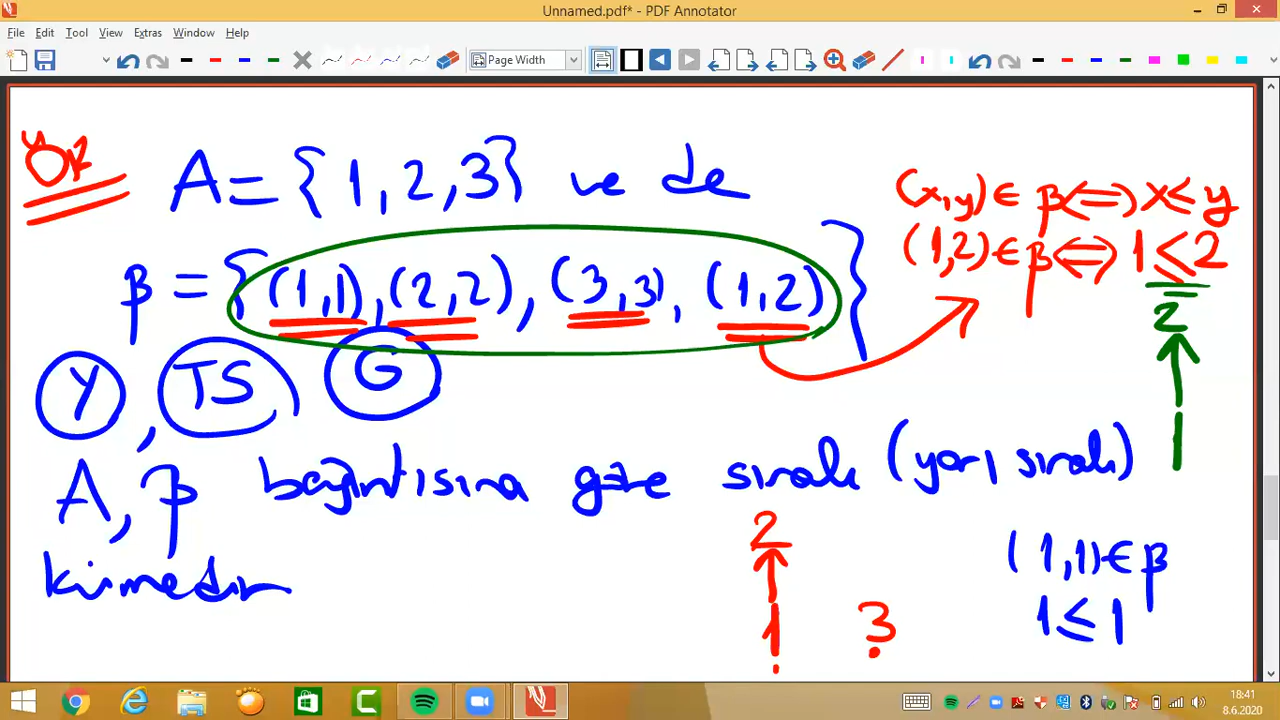 Unnamed.pdf* - PDF Annotator
File Edit Tool View Extras Window Help
Page Width
ÖR
A = {1,2,3} ve de
β = {(1,1),(2,2),(3,3),(1,2)}
(x,y) ∈ β ⟺ x ≤ y
(1,2) ∈ β ⟺ 1 ≤ 2
2
1
Y, TS G
A, β bağıntısına göre sıralı (yarı sıralı)
kümedir
2
1 3
(1,1) ∈ β
1 ≤ 1
18:41
8.6.2020